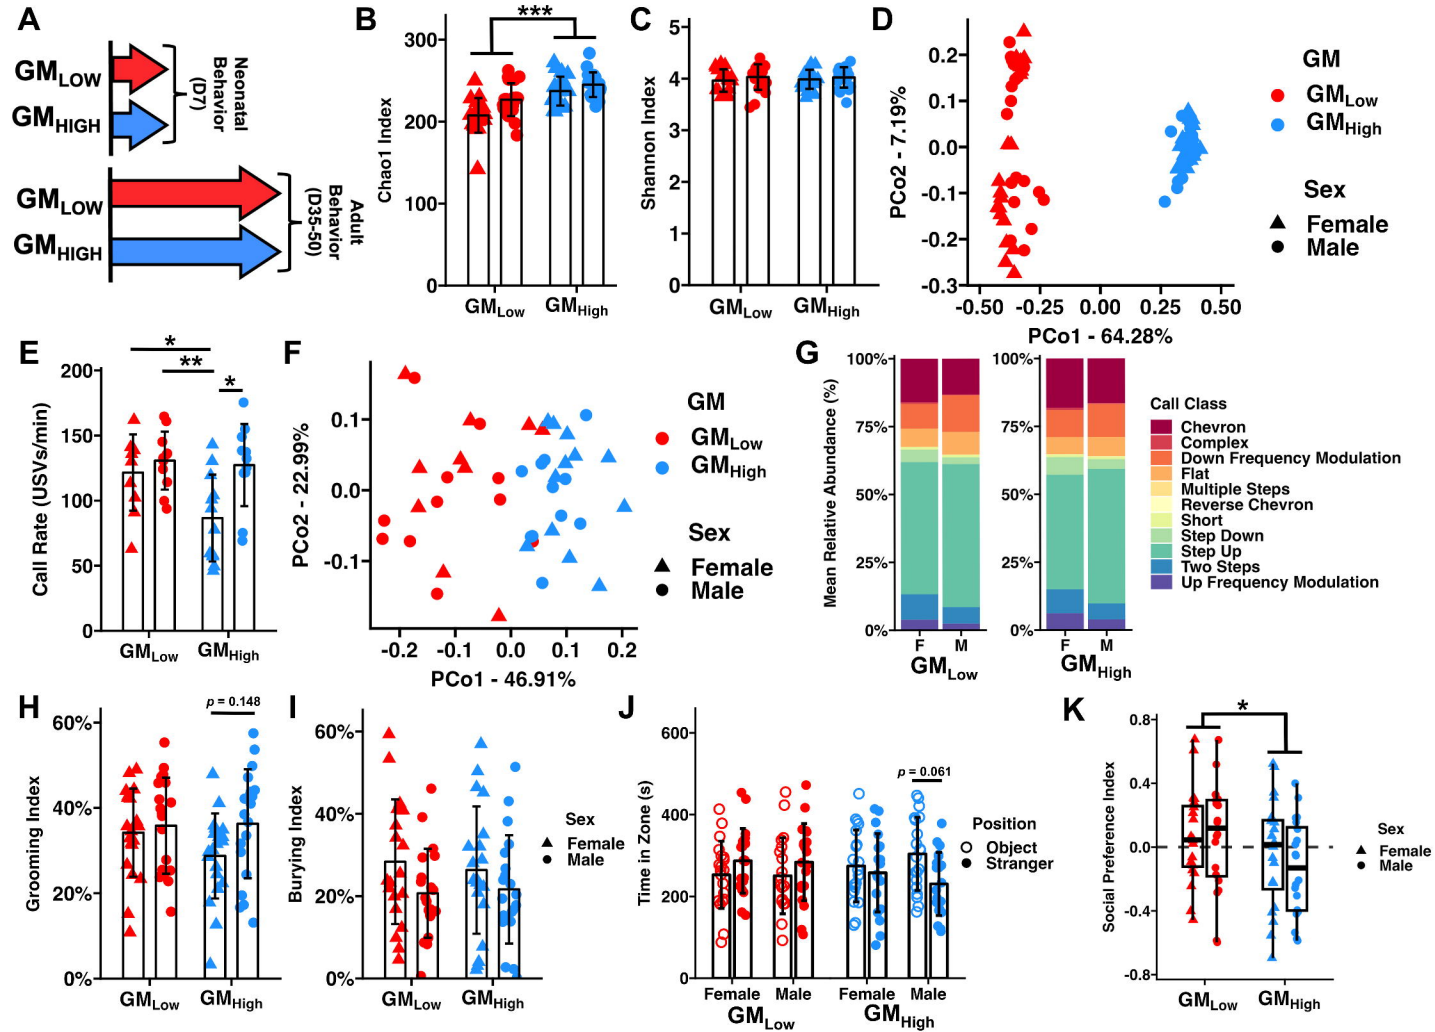 A
GMLOW
GMHIGH
Neonatal
Behavior
(D7)
GMLOW
GMHIGH
Adult
Behavior
(D35-50)
B
***
Chao1 Index
300
200
100
0
GMLow
GMHigh
C
Shannon Index
5
4
3
2
1
0
GMLow
GMHigh
D
PCo2 - 7.19%
0.2
0.1
0.0
-0.1
-0.2
-0.3
-0.50 -0.25 0.00 0.25 0.50
PCo1 - 64.28%
GM
GMLow
GMHigh
Sex
Female
Male
E
*
**
*
Call Rate (USVs/min)
200
150
100
50
0
GMLow
GMHigh
F
PCo2 - 22.99%
0.1
0.0
-0.1
-0.2 -0.1 0.0 0.1 0.2
PCo1 - 46.91%
GM
GMLow
GMHigh
Sex
Female
Male
G
Mean Relative Abundance (%)
100%
75%
50%
25%
0%
F M
GMLow
100%
75%
50%
25%
0%
F M
GMHigh
Call Class
Chevron
Complex
Down Frequency Modulation
Flat
Multiple Steps
Reverse Chevron
Short
Step Down
Step Up
Two Steps
Up Frequency Modulation
H
p = 0.148
Grooming Index
60%
40%
20%
0%
GMLow
GMHigh
I
Burying Index
60%
40%
20%
0%
GMLow
GMHigh
Sex
Female
Male
J
p = 0.061
Time in Zone (s)
600
400
200
0
Female Male Female Male
GMLow
GMHigh
Position
Object
Stranger
K
*
Social Preference Index
0.8
0.4
0.0
-0.4
-0.8
GMLow
GMHigh
Sex
Female
Male